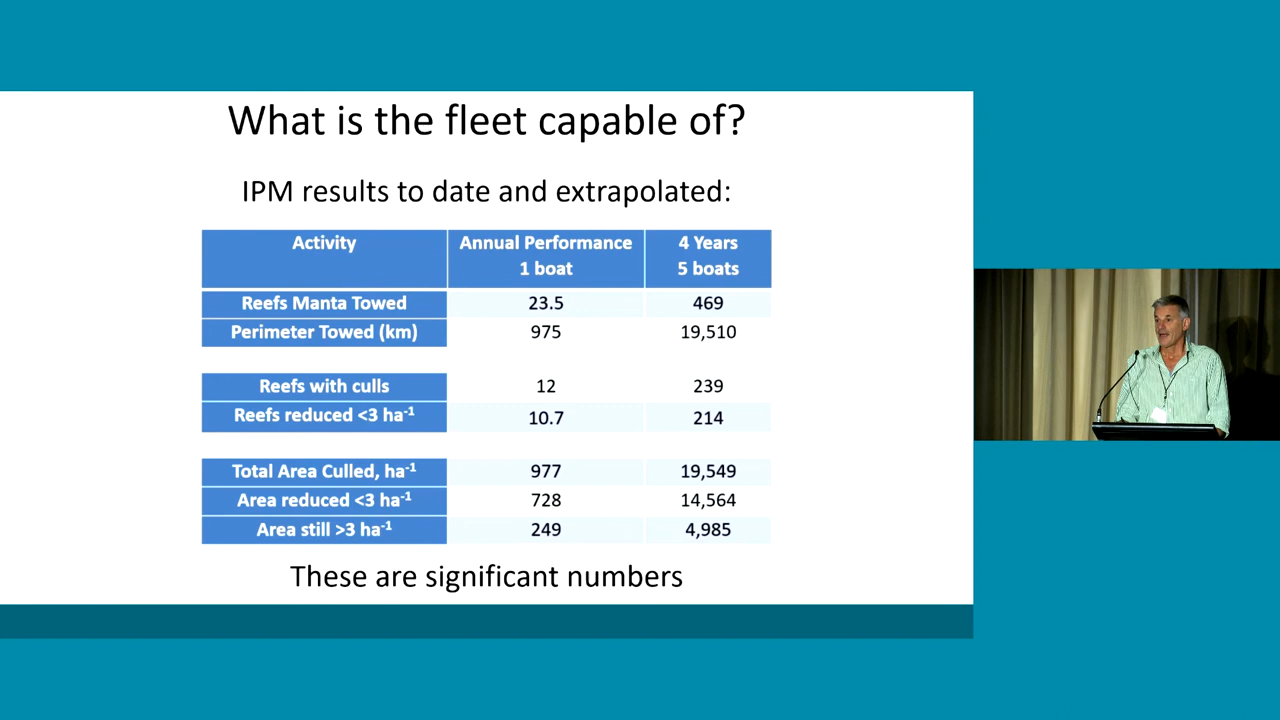 What is the fleet capable of?
IPM results to date and extrapolated:
Activity Annual Performance 1 boat 4 Years 5 boats
Reefs Manta Towed 23.5 469
Perimeter Towed (km) 975 19,510
Reefs with culls 12 239
Reefs reduced <3 ha⁻¹ 10.7 214
Total Area Culled, ha⁻¹ 977 19,549
Area reduced <3 ha⁻¹ 728 14,564
Area still >3 ha⁻¹ 249 4,985
These are significant numbers